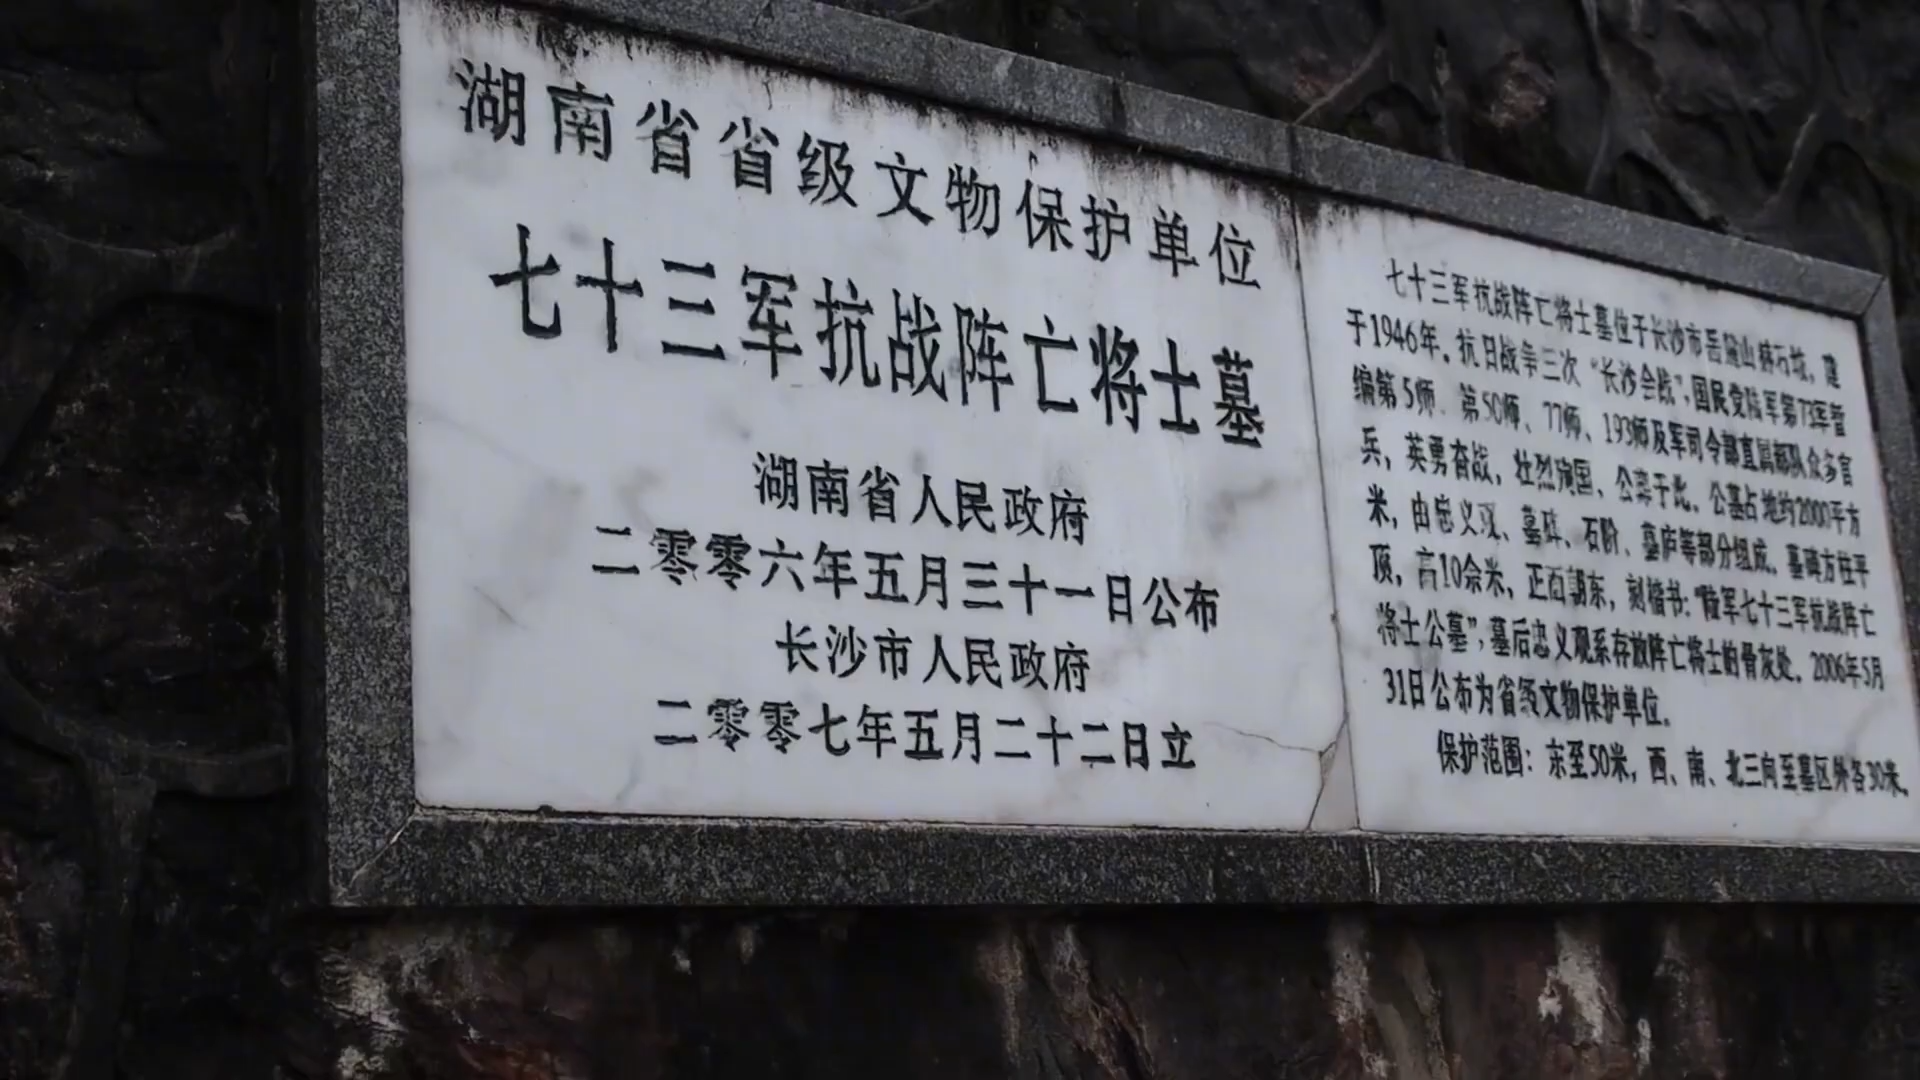 湖南省省级文物保护单位
七十三军抗战阵亡将士墓
湖南省人民政府
二零零六年五月三十一日公布
长沙市人民政府
二零零七年五月二十二日立
七十三军抗战阵亡将士墓位于长沙市岳麓山 建
于1946年。抗日战争三次“长沙会战”，国民党陆军第73军暂
编第5师、第50师、77师、193师及军司令部直属部队众多官
兵，英勇奋战，壮烈殉国、公葬于此。公墓占地约2000平方
米，由忠义观、墓碑、石阶、墓庐等部分组成。墓碑方柱平
顶，高10余米，正面朝东，刻楷书：“陆军七十三军抗战阵亡
将士公墓”，墓后忠义观系存放阵亡将士的骨灰处。2006年5月
31日公布为省级文物保护单位。
保护范围：东至50米，西、南、北三向至墓区外各30米。